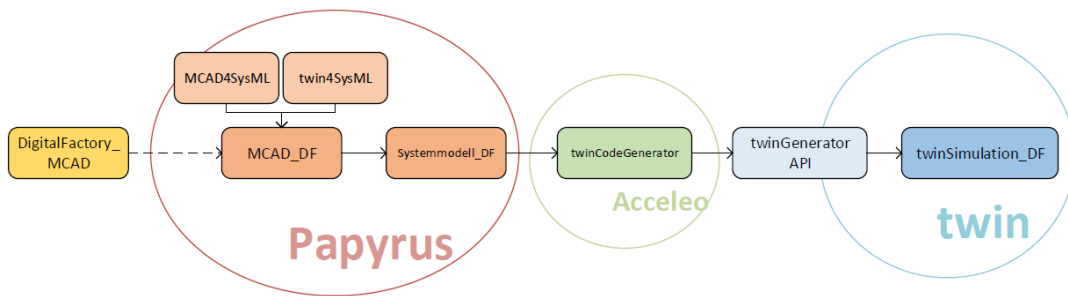 MCAD4SysML
twin4SysML
DigitalFactory_
MCAD
MCAD_DF
Systemmodell_DF
twinCodeGenerator
twinGenerator
API
twinSimulation_DF
Papyrus
Acceleo
twin